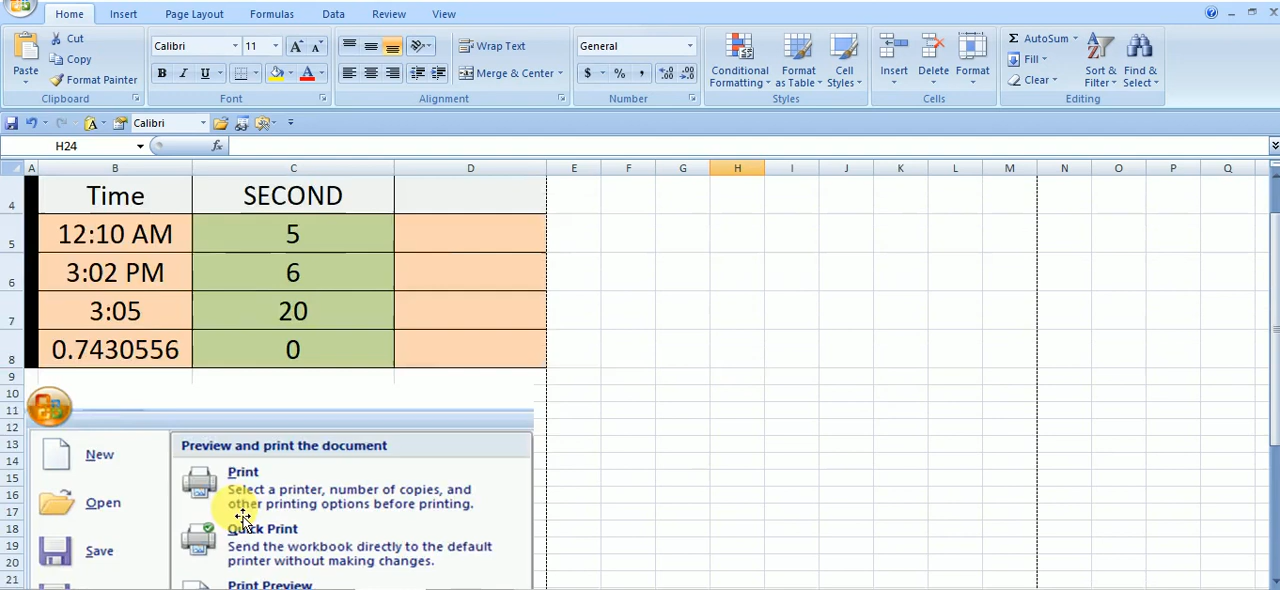 Home Insert Page Layout Formulas Data Review View
Cut
Copy
Format Painter
Paste
Clipboard
Calibri 11
B I U A
Font
Wrap Text
Merge & Center
Alignment
General
$ % ,
Number
Conditional Formatting
Format as Table
Cell Styles
Styles
Insert Delete Format
Cells
Σ AutoSum
Fill
Clear
Sort & Filter
Find & Select
Editing
A Calibri
H24 fx
A B C D E F G H I J K L M N O P Q
4 Time SECOND
5 12:10 AM 5
6 3:02 PM 6
7 3:05 20
8 0.7430556 0
9
10
11
12
13
14
15
16
17
18
19
20
21
New
Open
Save
Preview and print the document
Print
Select a printer, number of copies, and
other printing options before printing.
Quick Print
Send the workbook directly to the default
printer without making changes.
Print Preview